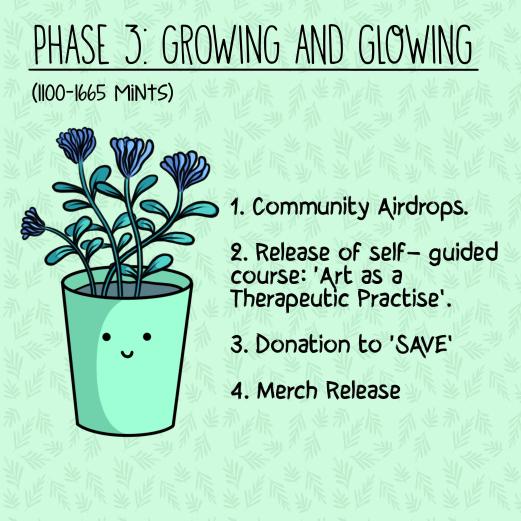 PHASE 3: GROWING AND GLOWING
(1100-1665 MiNtS)
1. Community Airdrops.
2. Release of self- guided
course: 'Art as a
Therapeutic Practise'.
3. Donation to 'SAVE'
4. Merch Release